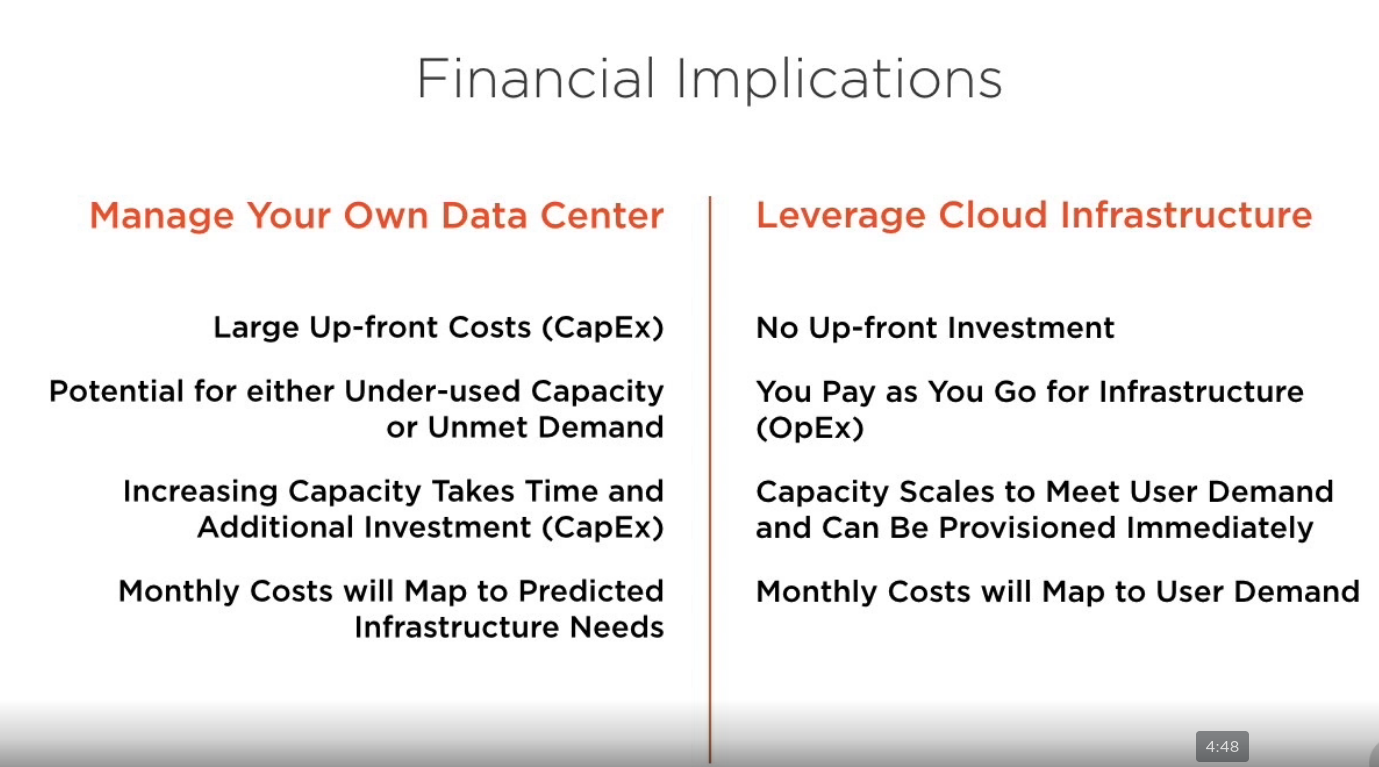 Financial Implications
Manage Your Own Data Center
Large Up-front Costs (CapEx)
Potential for either Under-used Capacity
or Unmet Demand
Increasing Capacity Takes Time and
Additional Investment (CapEx)
Monthly Costs will Map to Predicted
Infrastructure Needs
Leverage Cloud Infrastructure
No Up-front Investment
You Pay as You Go for Infrastructure
(OpEx)
Capacity Scales to Meet User Demand
and Can Be Provisioned Immediately
Monthly Costs will Map to User Demand
4:48